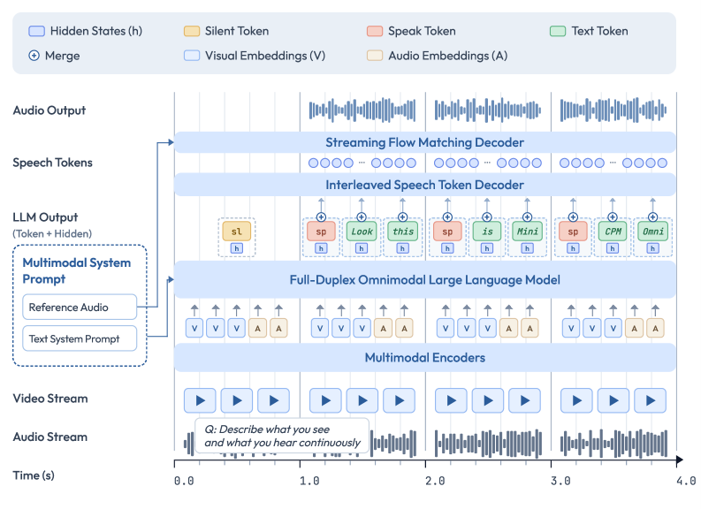 Hidden States (h) Silent Token Speak Token Text Token
Merge Visual Embeddings (V) Audio Embeddings (A)
Audio Output
Streaming Flow Matching Decoder
Speech Tokens
... ... ...
Interleaved Speech Token Decoder
LLM Output
(Token + Hidden)
sl sp Look this sp is Mini sp CPM Omni
h h h h h h h h h h
Multimodal System
Prompt
Reference Audio
Text System Prompt
Full-Duplex Omnimodal Large Language Model
V V V A A V V V A A V V V A A V V V A A
Multimodal Encoders
Video Stream
Audio Stream
Q: Describe what you see
and what you hear continuously
Time (s)
0.0 1.0 2.0 3.0 4.0